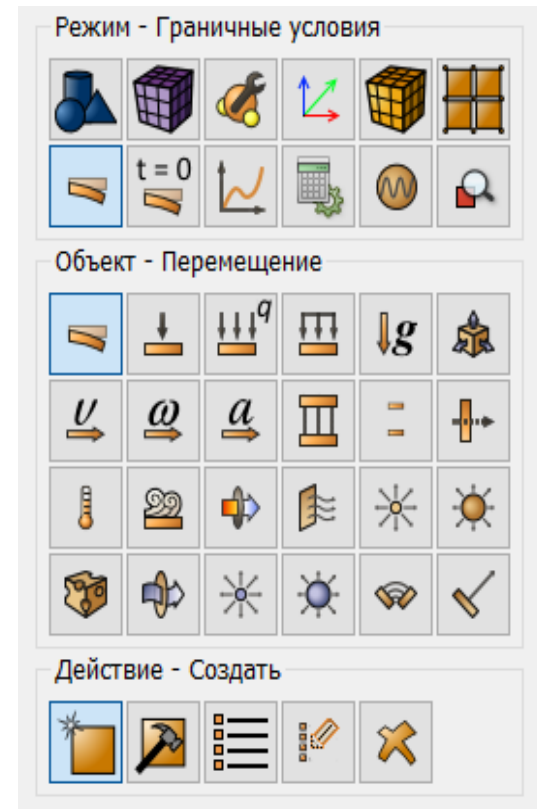 Режим - Граничные условия
t = 0
Объект - Перемещение
q
g
υ
ω
a
Действие - Создать